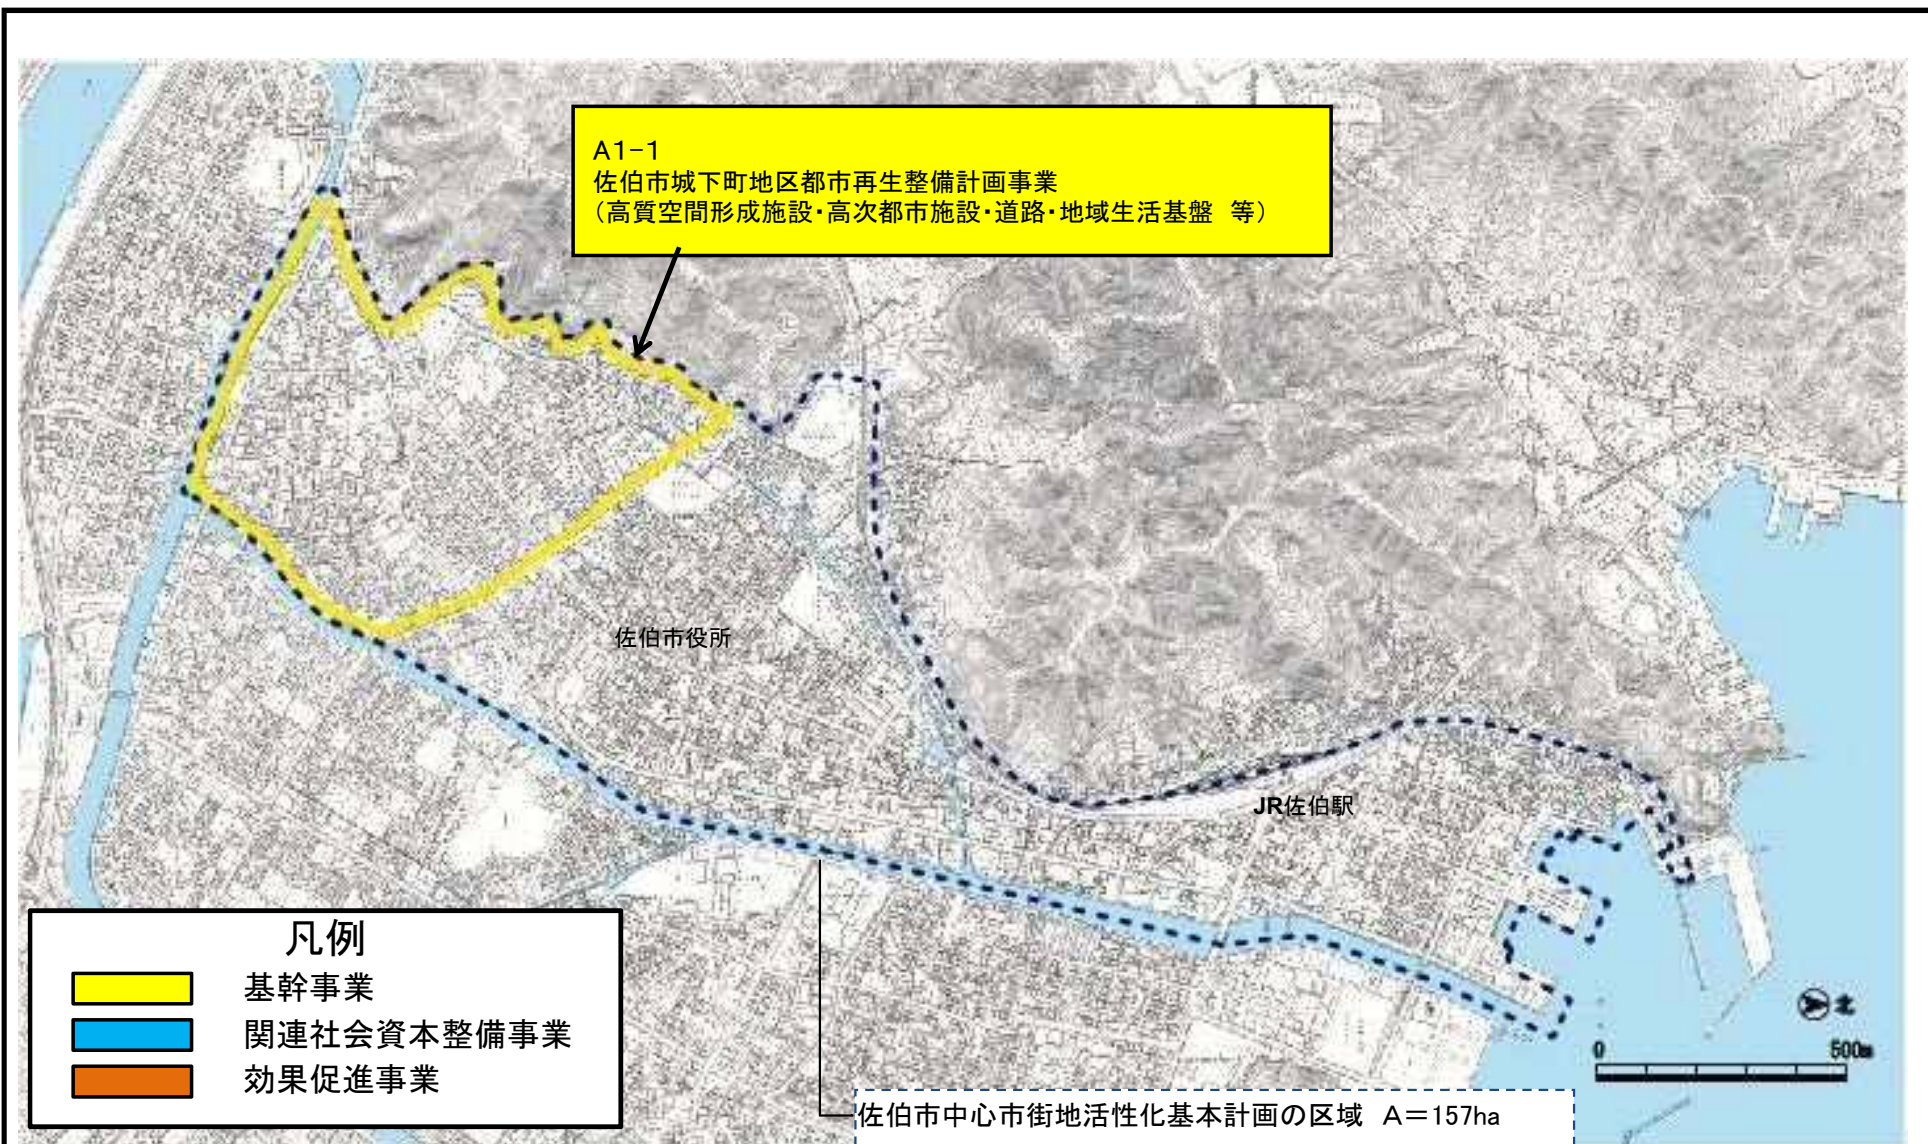 A1-1
佐伯市城下町地区都市再生整備計画事業
(高質空間形成施設・高次都市施設・道路・地域生活基盤 等)
佐伯市役所
JR佐伯駅
凡例
基幹事業
関連社会資本整備事業
効果促進事業
北
0 500m
佐伯市中心市街地活性化基本計画の区域 A=157ha